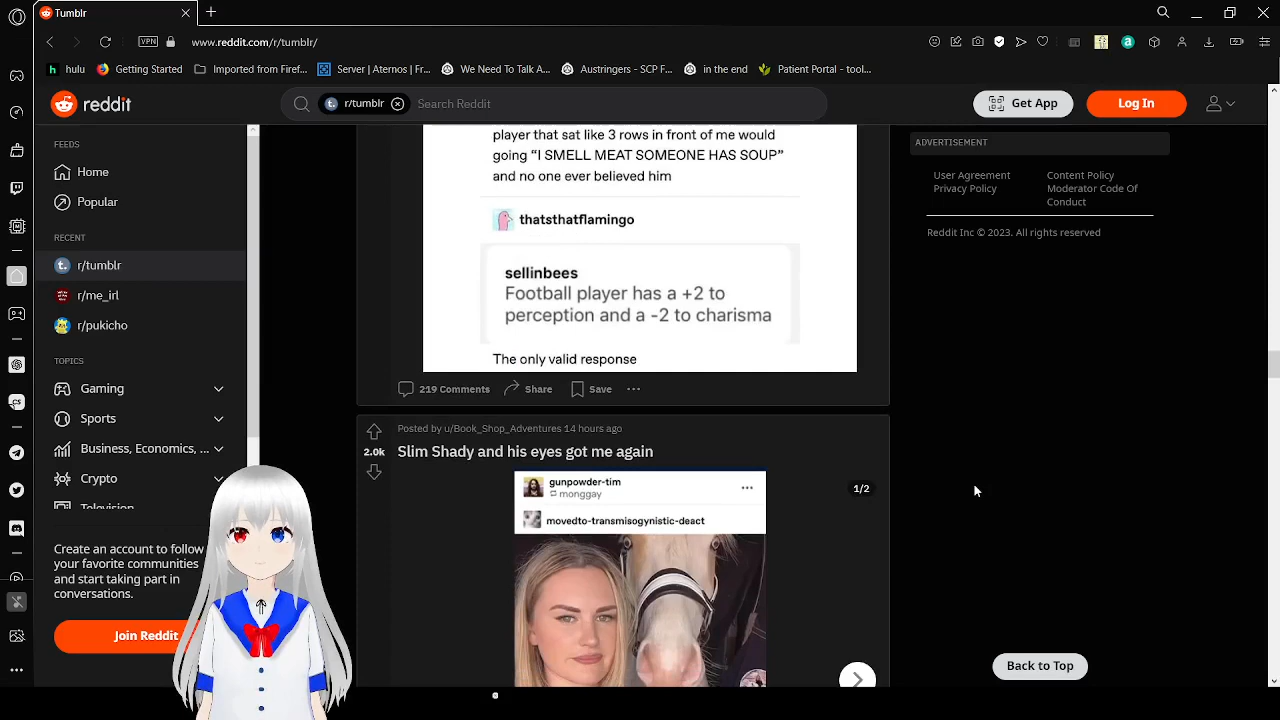 Tumblr
VPN
www.reddit.com/r/tumblr/
h hulu
Getting Started
Imported from Firef...
Server | Aternos | Fr...
We Need To Talk A...
Austringers - SCP F...
in the end
Patient Portal - tool...
reddit
r/tumblr
Search Reddit
Get App
Log In
FEEDS
Home
Popular
RECENT
r/tumblr
r/me_irl
r/pukicho
TOPICS
Gaming
Sports
Business, Economics, ...
Crypto
Television
Create an account to follow
your favorite communities
and start taking part in
conversations.
Join Reddit
player that sat like 3 rows in front of me would
going “I SMELL MEAT SOMEONE HAS SOUP”
and no one ever believed him
thatsthatflamingo
sellinbees
Football player has a +2 to
perception and a -2 to charisma
The only valid response
219 Comments
Share
Save
2.0k
Posted by u/Book_Shop_Adventures 14 hours ago
Slim Shady and his eyes got me again
gunpowder-tim
monggay
movedto-transmisogynistic-deact
1/2
ADVERTISEMENT
User Agreement
Privacy Policy
Content Policy
Moderator Code Of
Conduct
Reddit Inc © 2023. All rights reserved
Back to Top